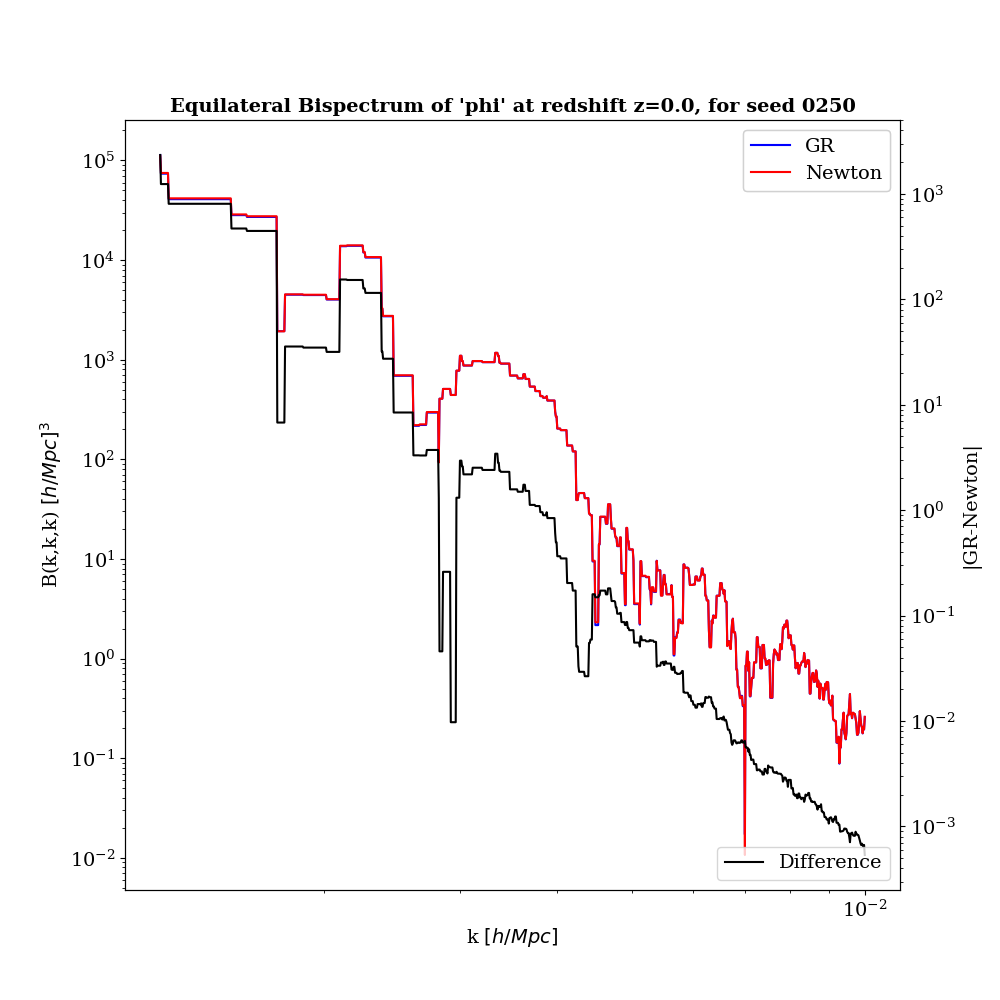 Equilateral Bispectrum of 'phi' at redshift z=0.0, for seed 0250
GR
Newton
10^5
10^4
10^3
10^2
10^1
10^0
10^−1
10^−2
B(k,k,k) [h/Mpc]^3
10^3
10^2
10^1
10^0
10^−1
10^−2
10^−3
|GR-Newton|
Difference
10^−2
k [h/Mpc]